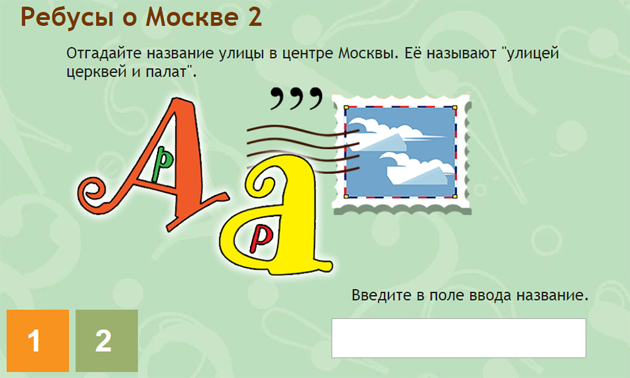 Ребусы о Москве 2
Отгадайте название улицы в центре Москвы. Её называют "улицей
церквей и палат".
,,,
А р
а р
Введите в поле ввода название.
1 2